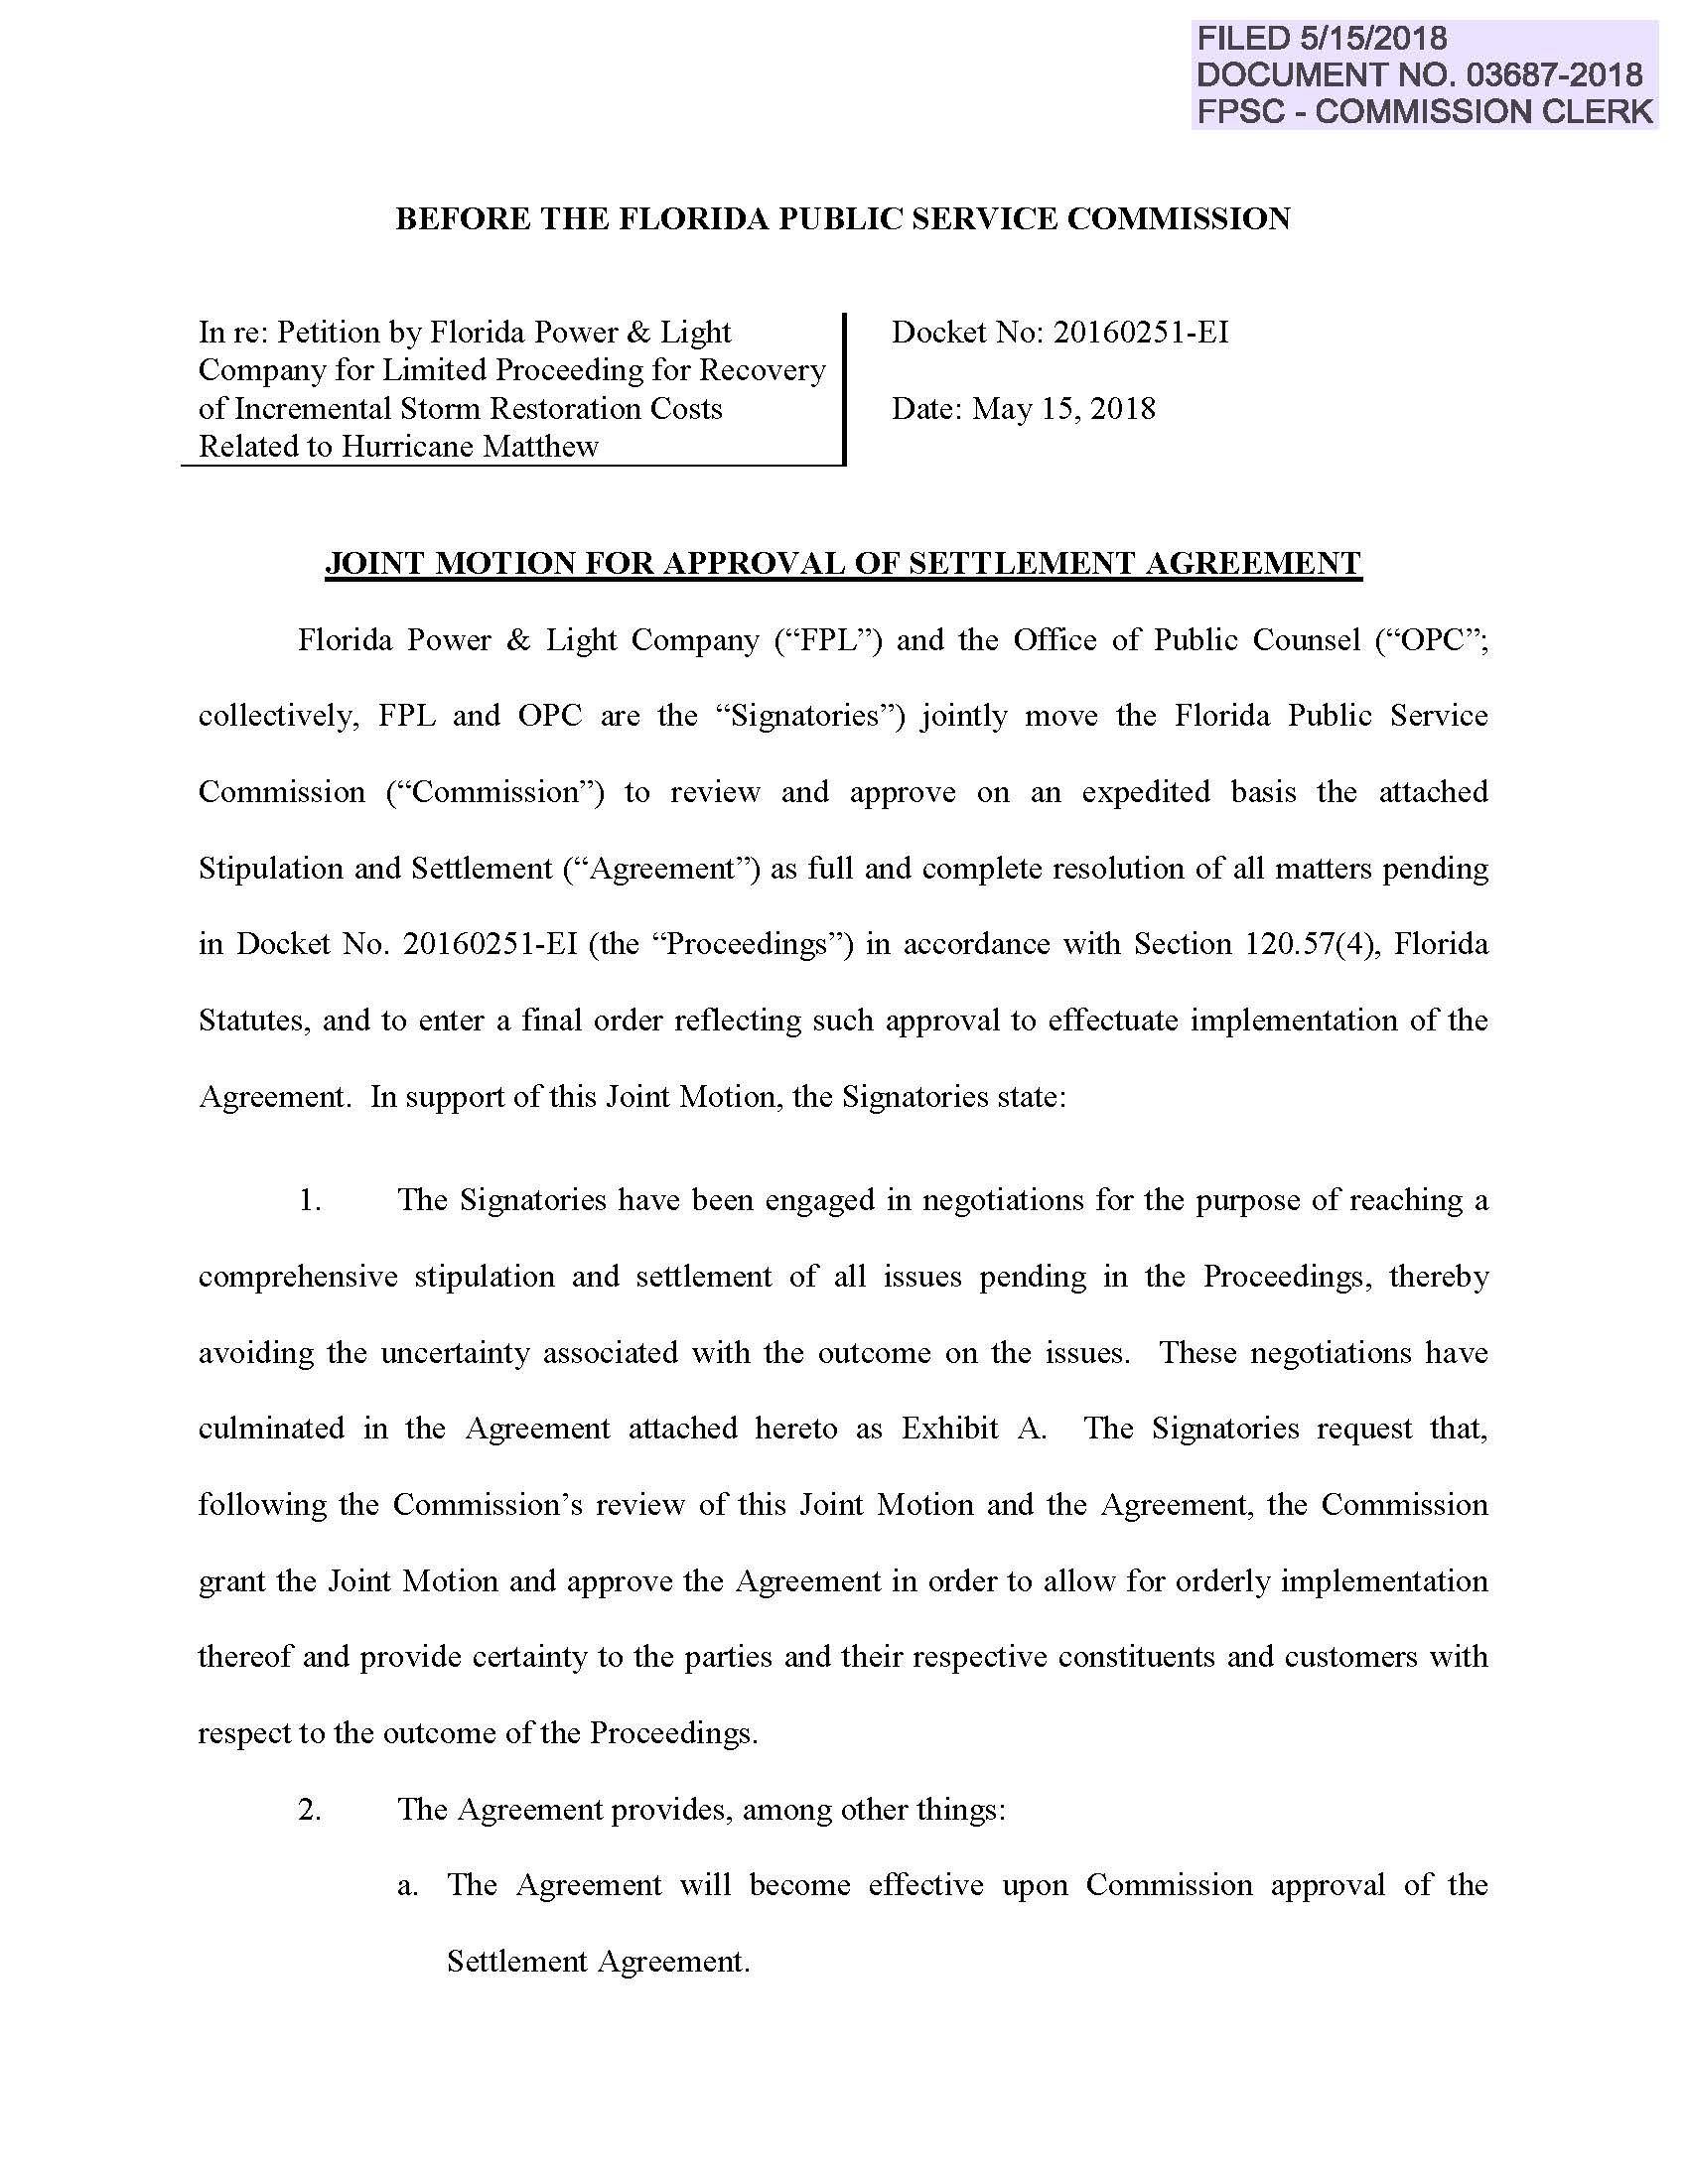 FILED 5/15/2018
DOCUMENT NO. 03687-2018
FPSC - COMMISSION CLERK
BEFORE THE FLORIDA PUBLIC SERVICE COMMISSION
In re: Petition by Florida Power & Light
Company for Limited Proceeding for Recovery
of Incremental Storm Restoration Costs
Related to Hurricane Matthew
Docket No: 20160251-EI
Date: May 15, 2018
JOINT MOTION FOR APPROVAL OF SETTLEMENT AGREEMENT
Florida Power & Light Company (“FPL”) and the Office of Public Counsel (“OPC”;
collectively, FPL and OPC are the “Signatories”) jointly move the Florida Public Service
Commission (“Commission”) to review and approve on an expedited basis the attached
Stipulation and Settlement (“Agreement”) as full and complete resolution of all matters pending
in Docket No. 20160251-EI (the “Proceedings”) in accordance with Section 120.57(4), Florida
Statutes, and to enter a final order reflecting such approval to effectuate implementation of the
Agreement.  In support of this Joint Motion, the Signatories state:
1. The Signatories have been engaged in negotiations for the purpose of reaching a
comprehensive stipulation and settlement of all issues pending in the Proceedings, thereby
avoiding the uncertainty associated with the outcome on the issues.  These negotiations have
culminated in the Agreement attached hereto as Exhibit A.  The Signatories request that,
following the Commission’s review of this Joint Motion and the Agreement, the Commission
grant the Joint Motion and approve the Agreement in order to allow for orderly implementation
thereof and provide certainty to the parties and their respective constituents and customers with
respect to the outcome of the Proceedings.
2. The Agreement provides, among other things:
a. The Agreement will become effective upon Commission approval of the
Settlement Agreement.